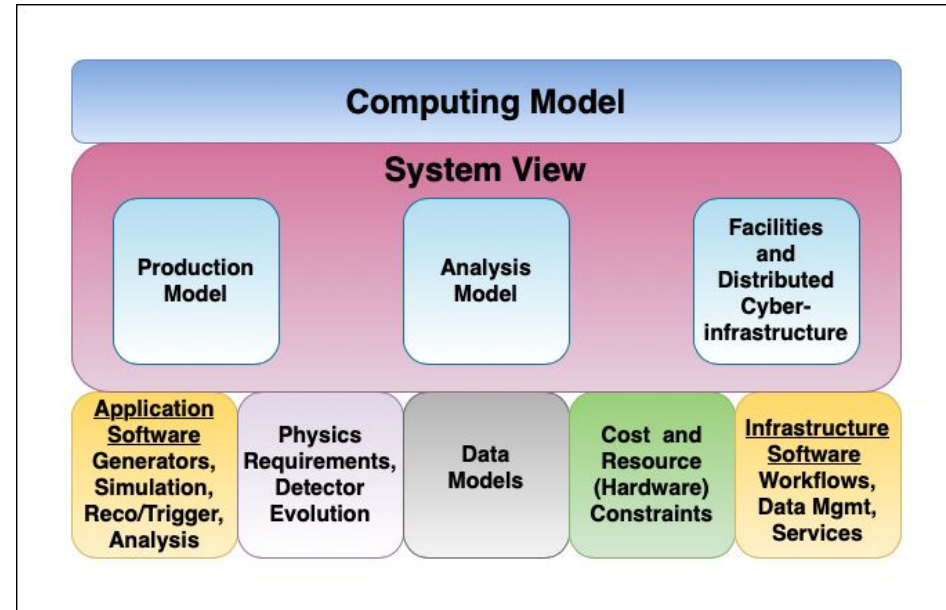 Computing Model
System View
Production
Model
Analysis
Model
Facilities
and
Distributed
Cyber-
infrastructure
Application
Software
Generators,
Simulation,
Reco/Trigger,
Analysis
Physics
Requirements,
Detector
Evolution
Data
Models
Cost and
Resource
(Hardware)
Constraints
Infrastructure
Software
Workflows,
Data Mgmt,
Services